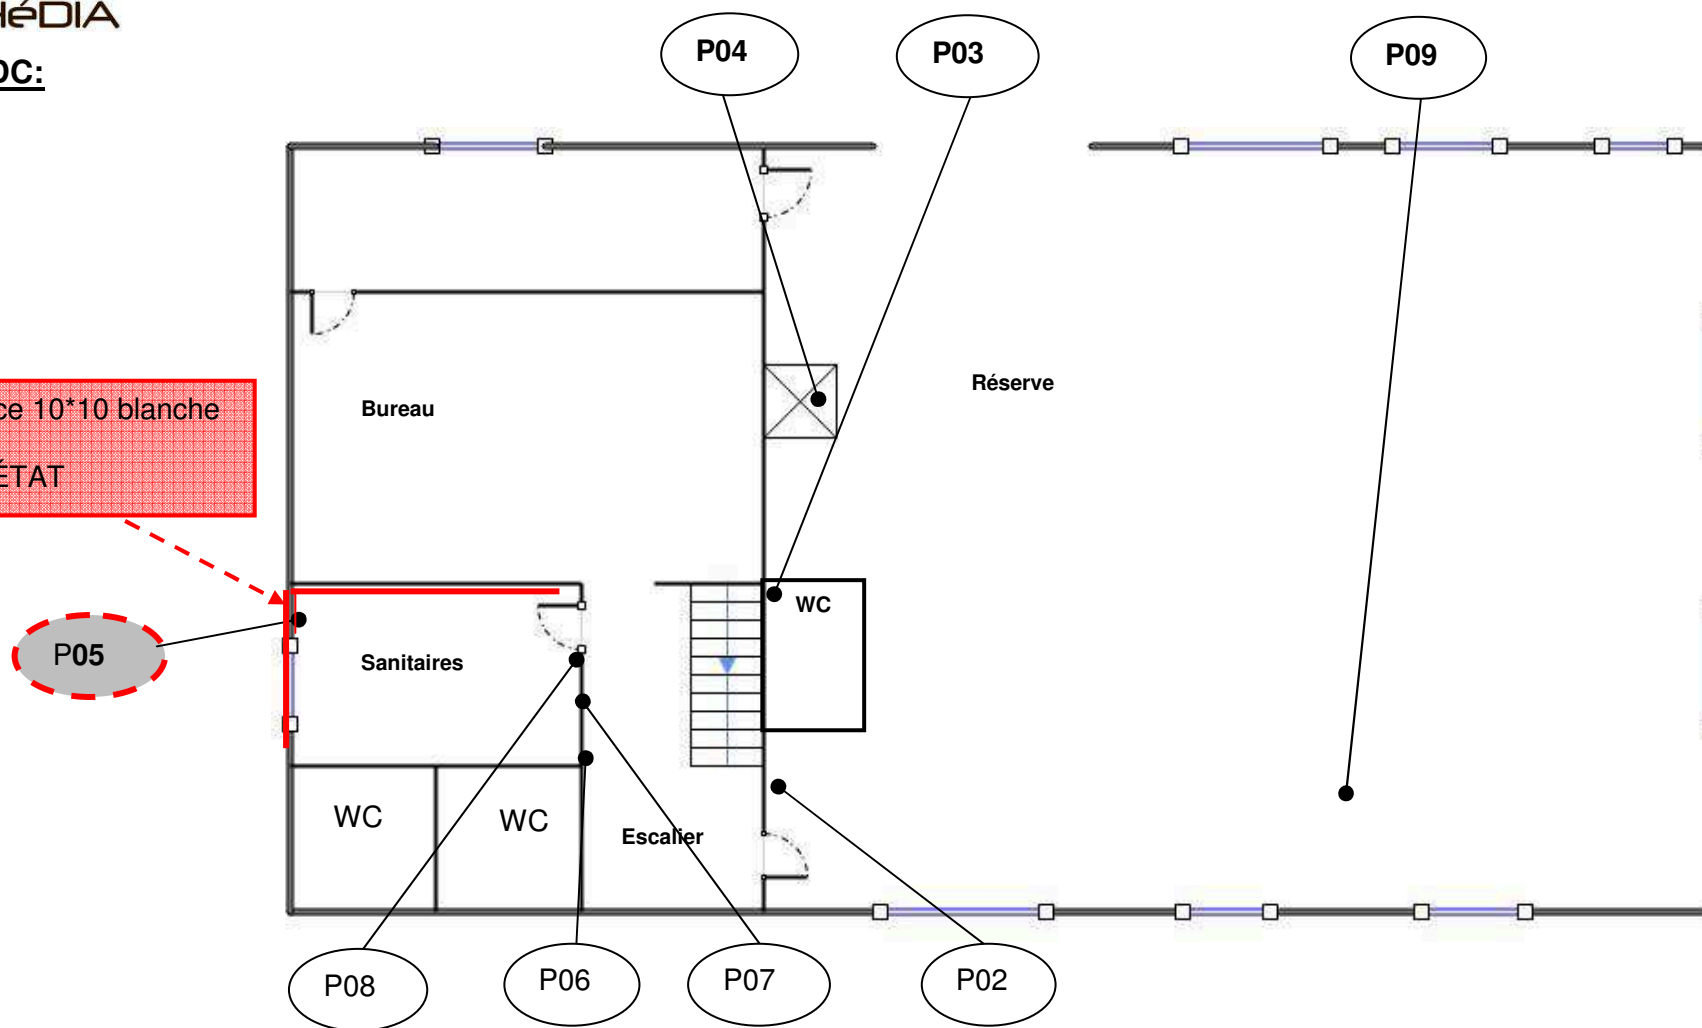 HéDIA
DC:
P04
P03
P09
Réserve
Bureau
ce 10*10 blanche
ÉTAT
WC
P05
Sanitaires
WC
WC
Escalier
P08
P06
P07
P02